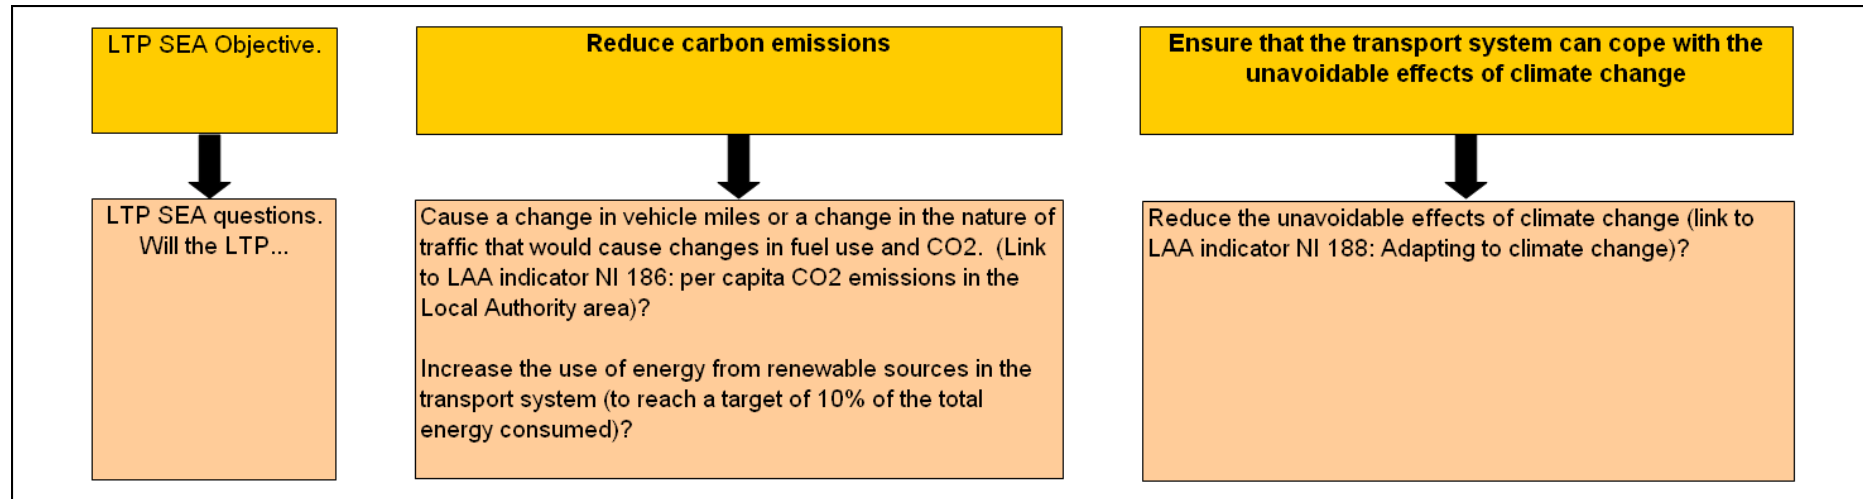 LTP SEA Objective.
Reduce carbon emissions
Ensure that the transport system can cope with the
unavoidable effects of climate change
LTP SEA questions.
Will the LTP...
Cause a change in vehicle miles or a change in the nature of
traffic that would cause changes in fuel use and CO2.  (Link
to LAA indicator NI 186: per capita CO2 emissions in the
Local Authority area)?
Increase the use of energy from renewable sources in the
transport system (to reach a target of 10% of the total
energy consumed)?
Reduce the unavoidable effects of climate change (link to
LAA indicator NI 188: Adapting to climate change)?